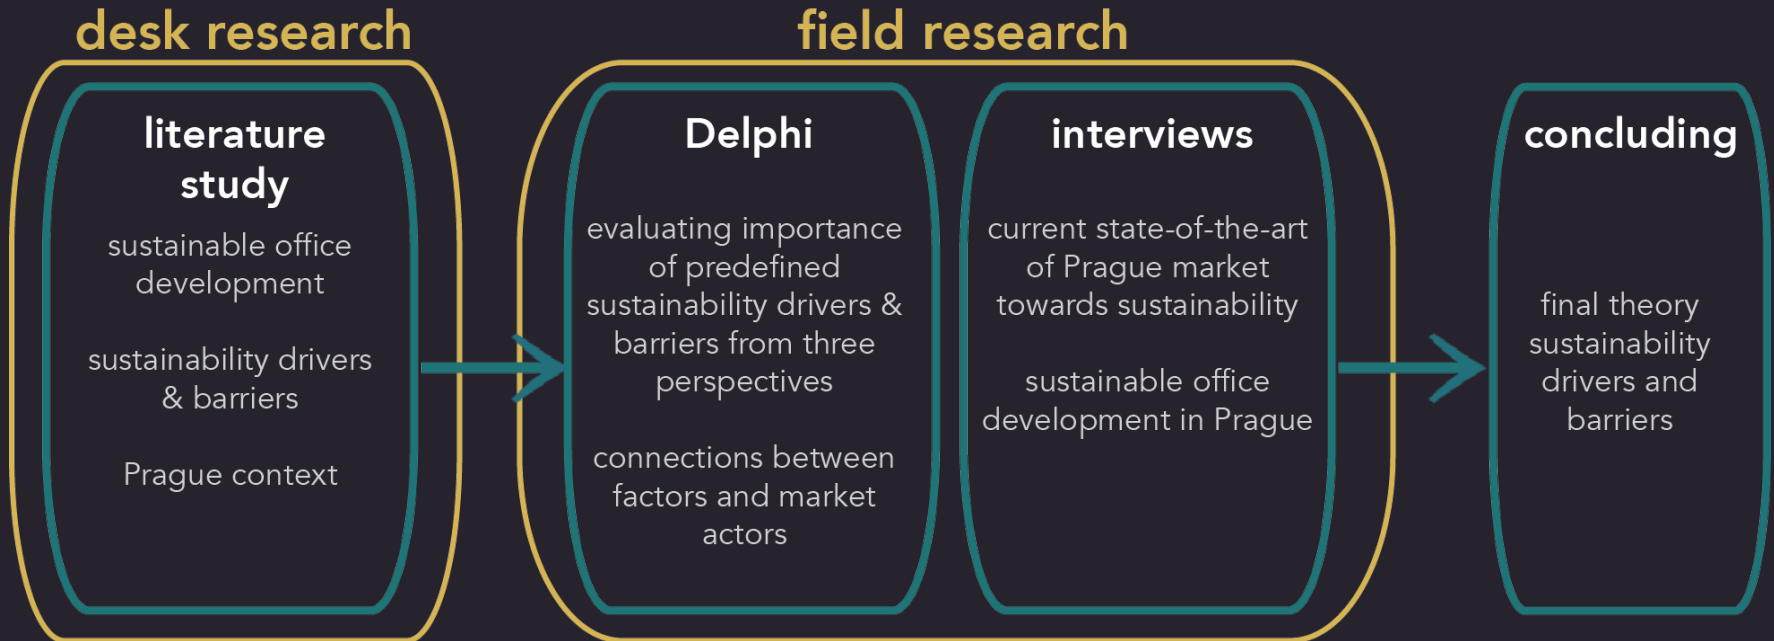 desk research
field research
literature
study
sustainable office
development
sustainability drivers
& barriers
Prague context
Delphi
evaluating importance
of predefined
sustainability drivers &
barriers from three
perspectives
connections between
factors and market
actors
interviews
current state-of-the-art
of Prague market
towards sustainability
sustainable office
development in Prague
concluding
final theory
sustainability
drivers and
barriers